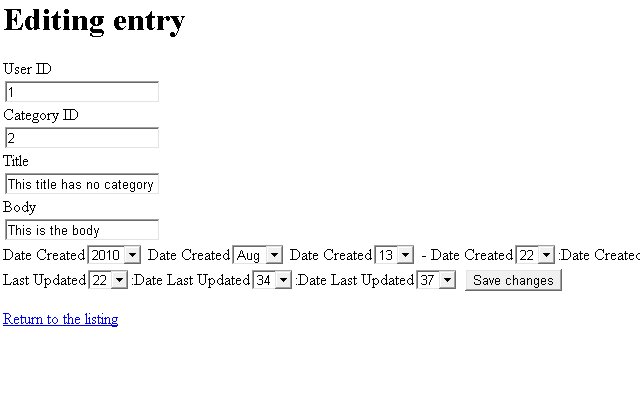 Editing entry
User ID
1
Category ID
2
Title
This title has no category
Body
This is the body
Date Created 2010 Date Created Aug Date Created 13 - Date Created 22 :Date Created
Last Updated 22 :Date Last Updated 34 :Date Last Updated 37 Save changes
Return to the listing